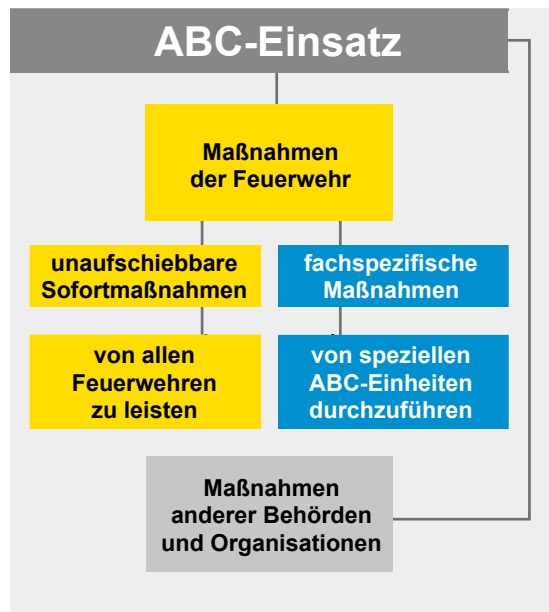 ABC-Einsatz
Maßnahmen
der Feuerwehr
unaufschiebbare
Sofortmaßnahmen
fachspezifische
Maßnahmen
von allen
Feuerwehren
zu leisten
von speziellen
ABC-Einheiten
durchzuführen
Maßnahmen
anderer Behörden
und Organisationen